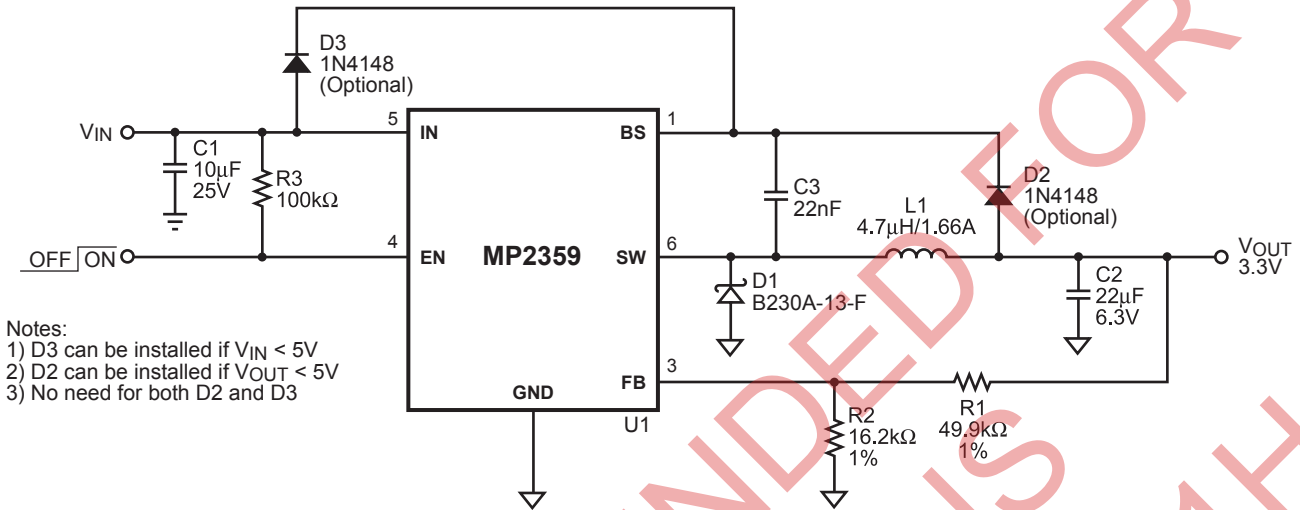 D3
1N4148
(Optional)
VIN
C1
10µF
25V
R3
100kΩ
OFF ON
5
IN
4
EN
MP2359
BS
1
SW
6
FB
3
GND
U1
C3
22nF
L1
4.7µH/1.66A
D2
1N4148
(Optional)
D1
B230A-13-F
C2
22µF
6.3V
VOUT
3.3V
R2
16.2kΩ
1%
R1
49.9kΩ
1%
Notes:
1) D3 can be installed if VIN < 5V
2) D2 can be installed if VOUT < 5V
3) No need for both D2 and D3
NDED FOR